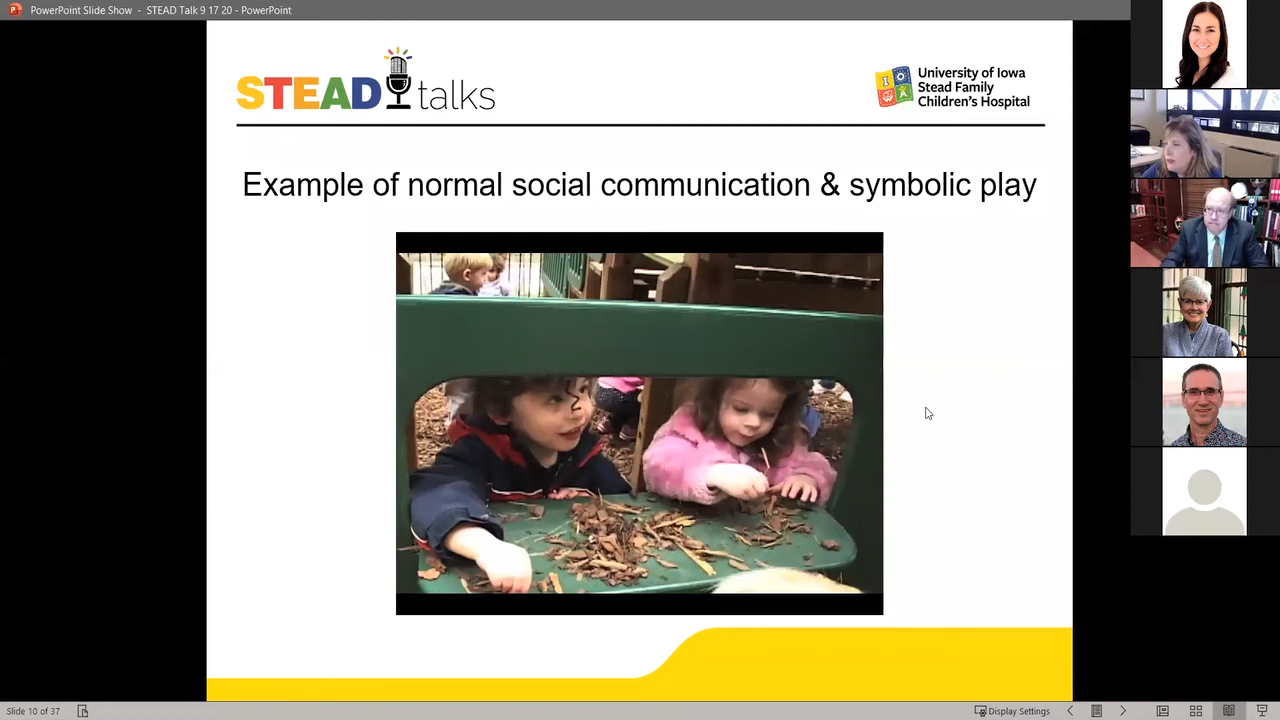 PowerPoint Slide Show - STEAD Talk 9 17 20 - PowerPoint
STEAD talks
University of Iowa
Stead Family
Children's Hospital
Example of normal social communication & symbolic play
Slide 10 of 37
Display Settings